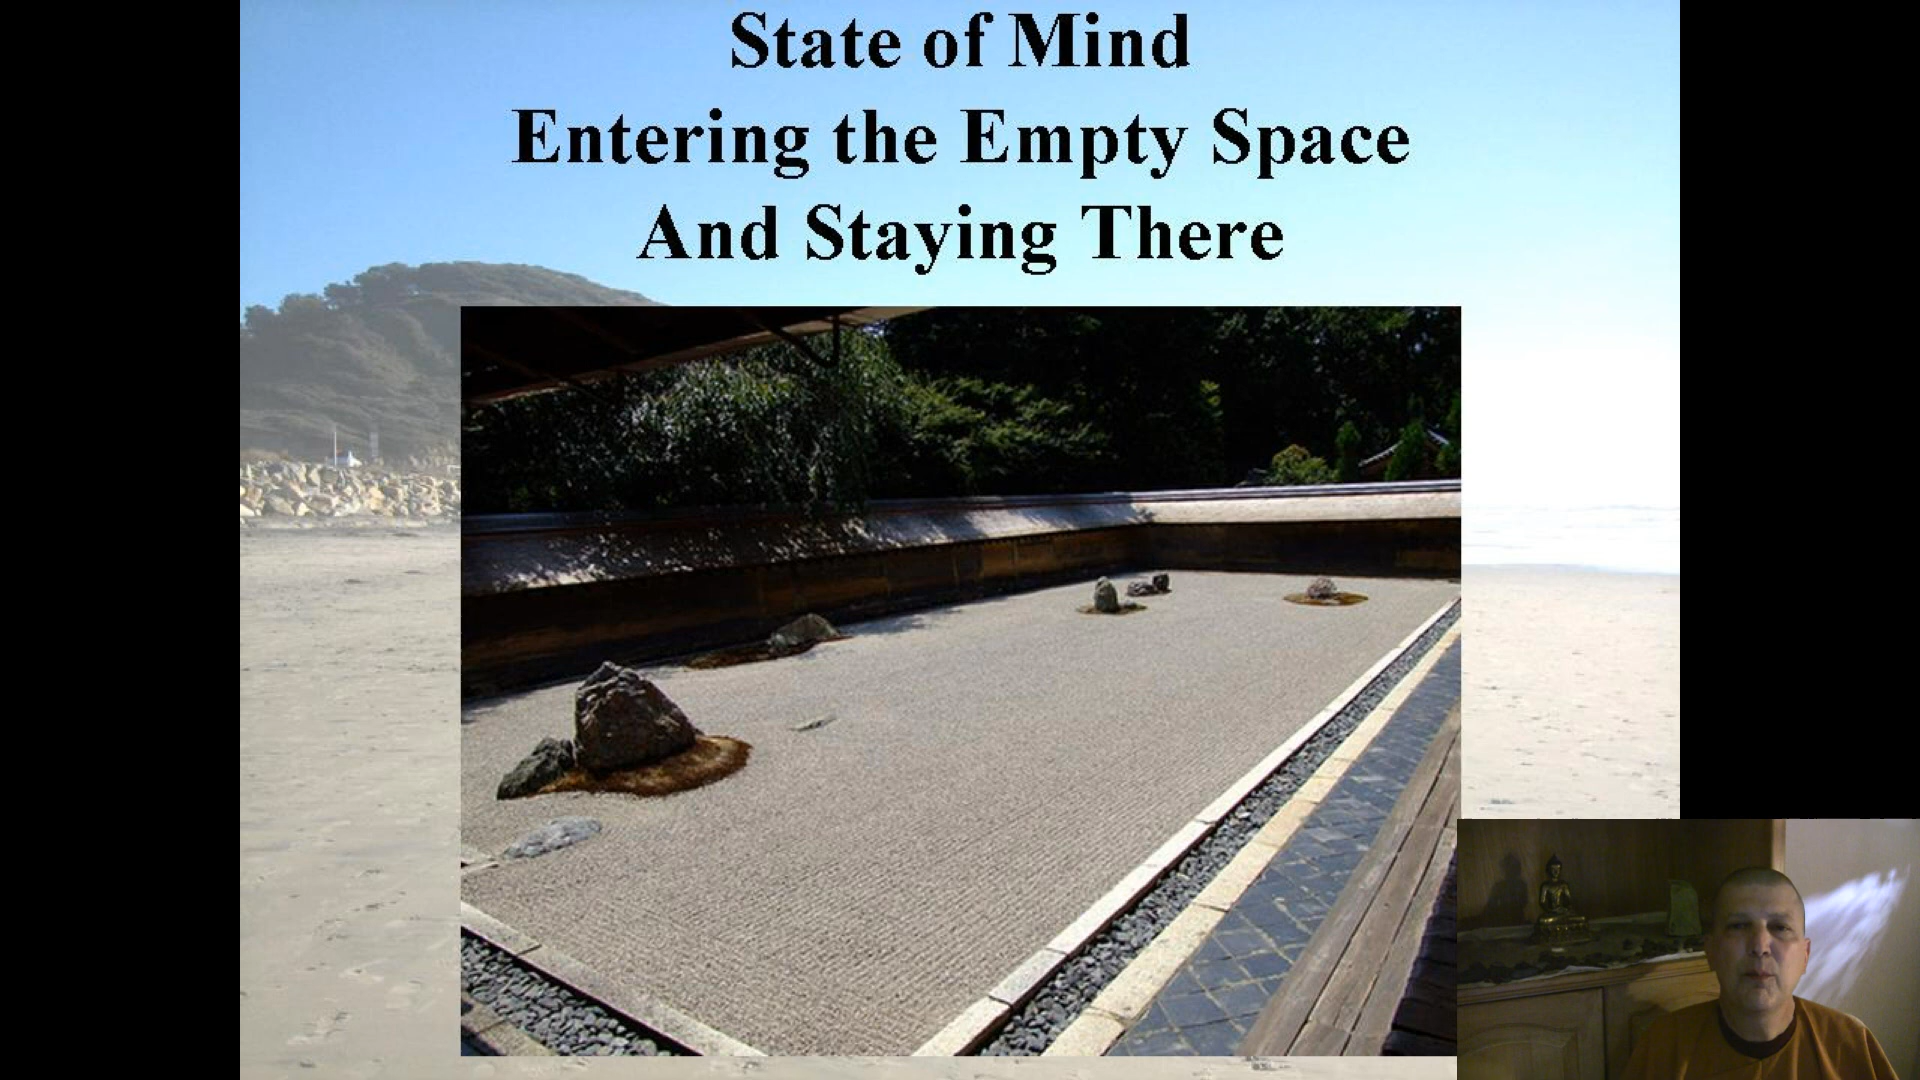 State of Mind
Entering the Empty Space
And Staying There